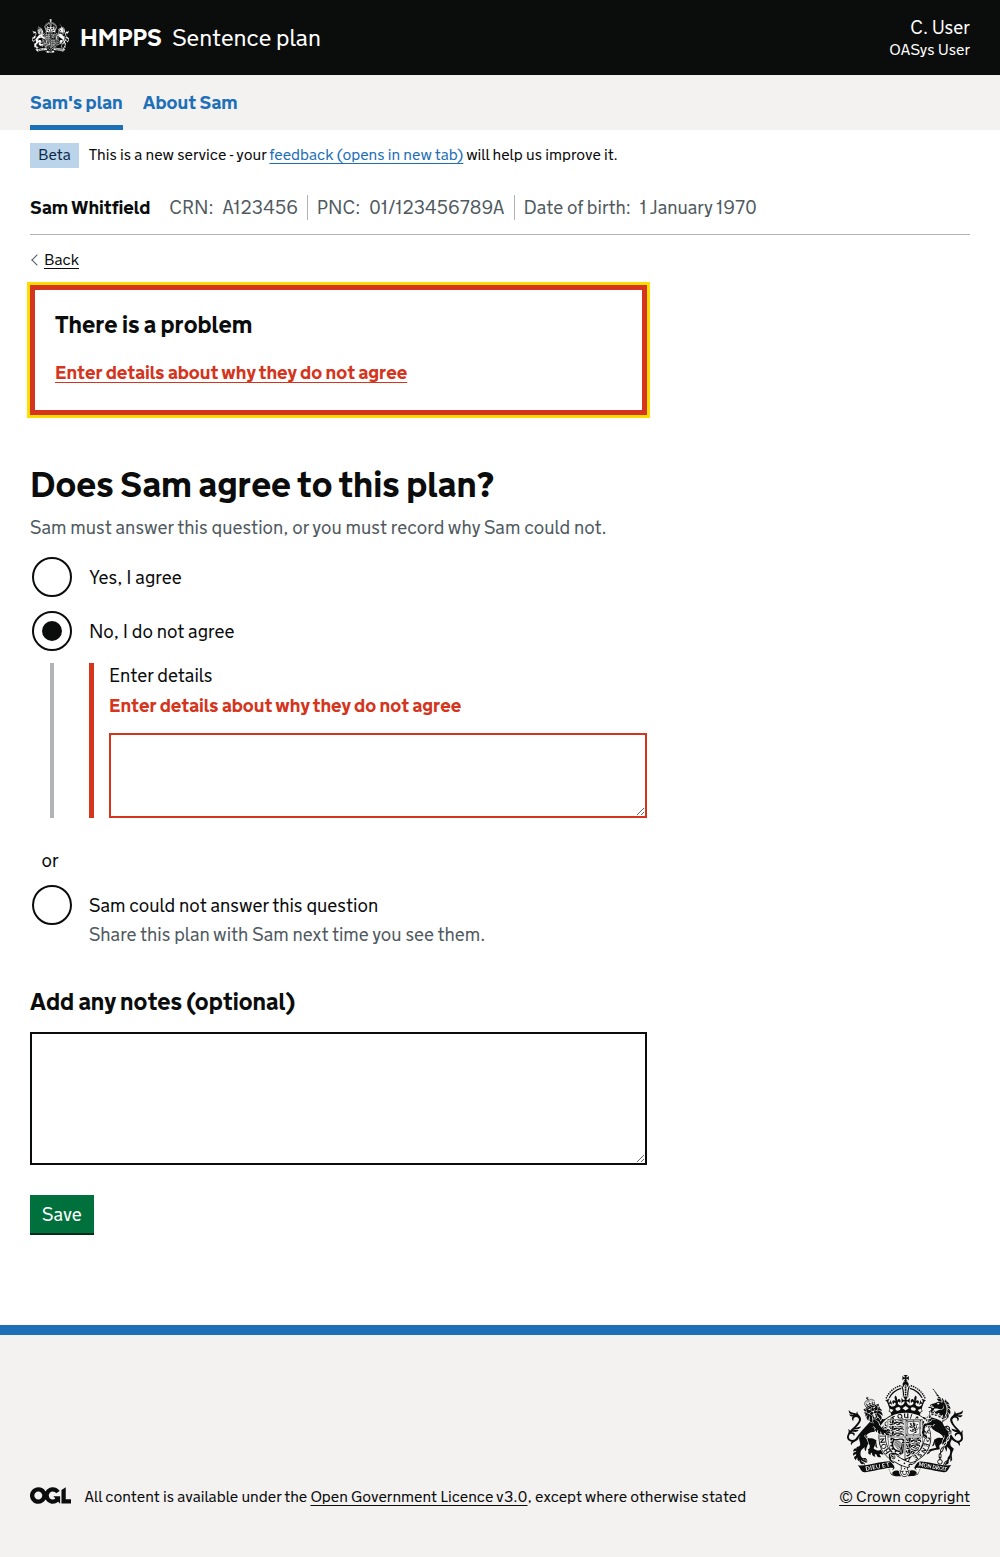 HMPPS Sentence plan
C. User
OASys User
Sam's plan About Sam
Beta This is a new service - your feedback (opens in new tab) will help us improve it.
Sam Whitfield CRN: A123456 PNC: 01/123456789A Date of birth: 1 January 1970
Back
There is a problem
Enter details about why they do not agree
Does Sam agree to this plan?
Sam must answer this question, or you must record why Sam could not.
Yes, I agree
No, I do not agree
Enter details
Enter details about why they do not agree
or
Sam could not answer this question
Share this plan with Sam next time you see them.
Add any notes (optional)
Save
DIEU ET MON DROIT
OGL All content is available under the Open Government Licence v3.0, except where otherwise stated
© Crown copyright